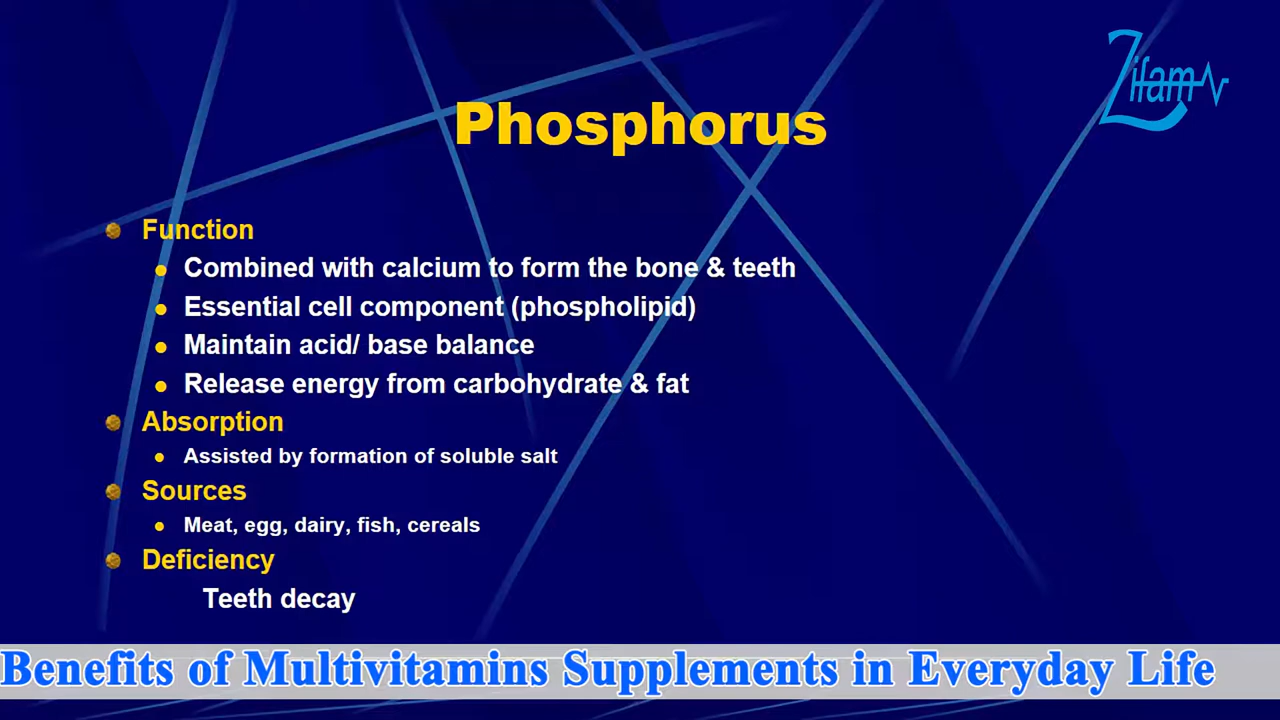 Zifam
Phosphorus
Function
Combined with calcium to form the bone & teeth
Essential cell component (phospholipid)
Maintain acid/ base balance
Release energy from carbohydrate & fat
Absorption
Assisted by formation of soluble salt
Sources
Meat, egg, dairy, fish, cereals
Deficiency
Teeth decay
Benefits of Multivitamins Supplements in Everyday Life